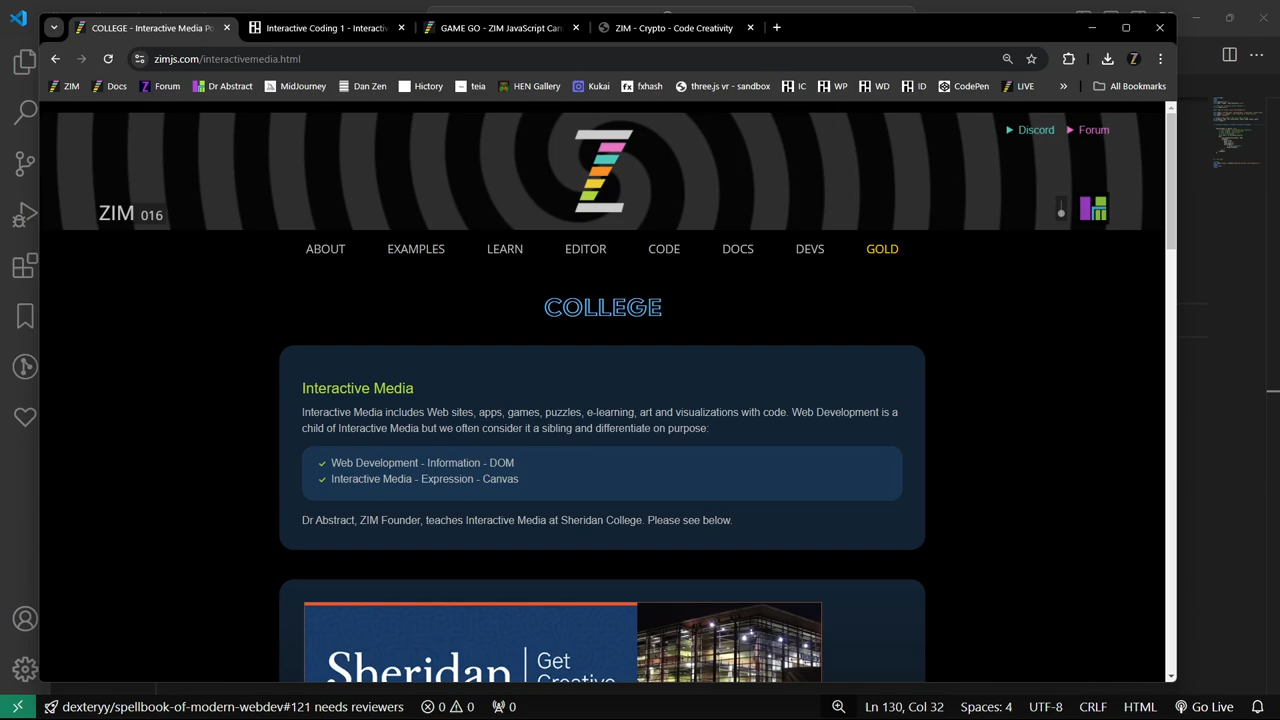 COLLEGE - Interactive Media Po
Interactive Coding 1 - Interacti
GAME GO - ZIM JavaScript Can
ZIM - Crypto - Code Creativity
zimjs.com/interactivemedia.html
ZIM
Docs
Forum
Dr Abstract
MidJourney
Dan Zen
Hictory
teia
HEN Gallery
Kukai
fxhash
three.js vr - sandbox
IC
WP
WD
ID
CodePen
LIVE
All Bookmarks
Discord
Forum
ZIM 016
ABOUT
EXAMPLES
LEARN
EDITOR
CODE
DOCS
DEVS
GOLD
COLLEGE
Interactive Media
Interactive Media includes Web sites, apps, games, puzzles, e-learning, art and visualizations with code. Web Development is a
child of Interactive Media but we often consider it a sibling and differentiate on purpose:
Web Development - Information - DOM
Interactive Media - Expression - Canvas
Dr Abstract, ZIM Founder, teaches Interactive Media at Sheridan College. Please see below.
Sheridan
Get
Creative
dexteryy/spellbook-of-modern-webdev#121 needs reviewers
0
0
0
Ln 130, Col 32
Spaces: 4
UTF-8
CRLF
HTML
Go Live